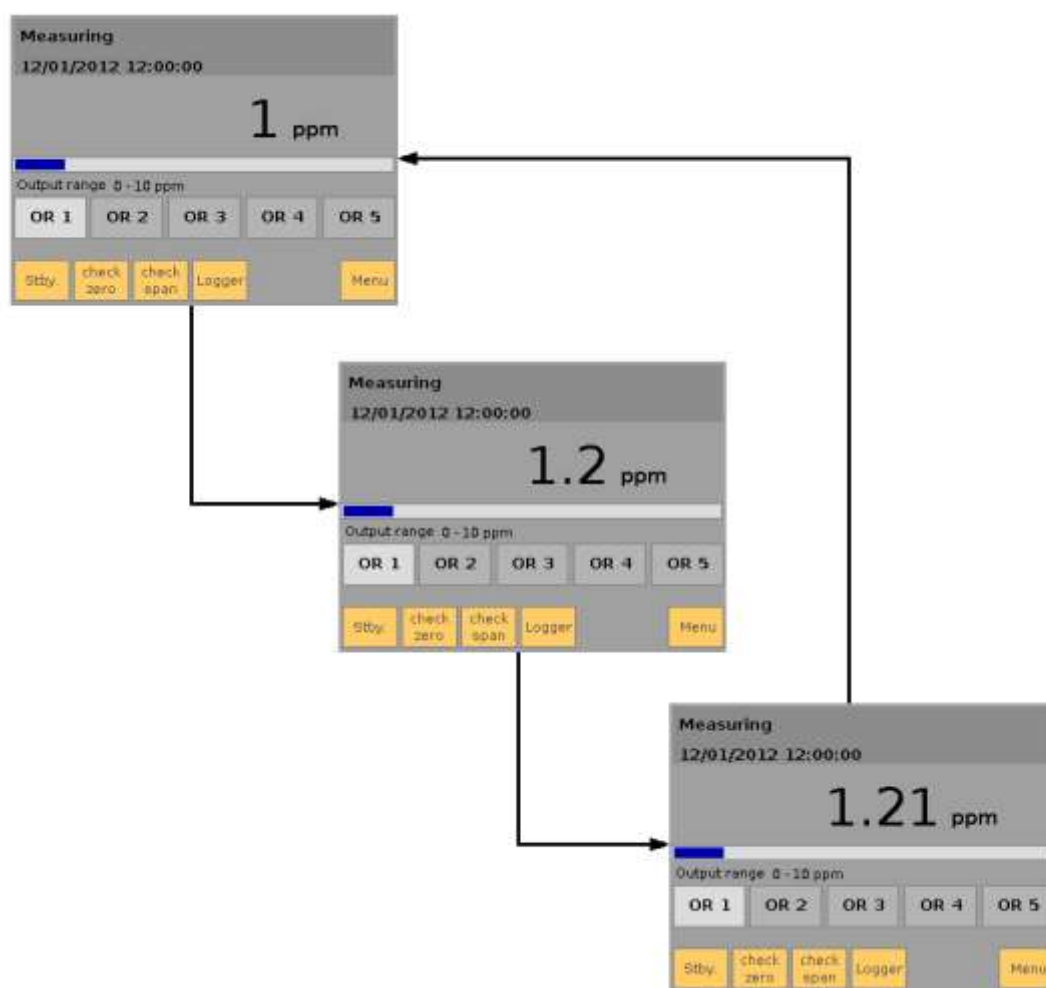 Measuring
12/01/2012 12:00:00
1 ppm
Output range 0 - 10 ppm
OR 1 OR 2 OR 3 OR 4 OR 5
Stby. check zero check span Logger Menu
Measuring
12/01/2012 12:00:00
1.2 ppm
Output range 0 - 10 ppm
OR 1 OR 2 OR 3 OR 4 OR 5
Stby. check zero check span Logger Menu
Measuring
12/01/2012 12:00:00
1.21 ppm
Output range 0 - 10 ppm
OR 1 OR 2 OR 3 OR 4 OR 5
Stby. check zero check span Logger Menu